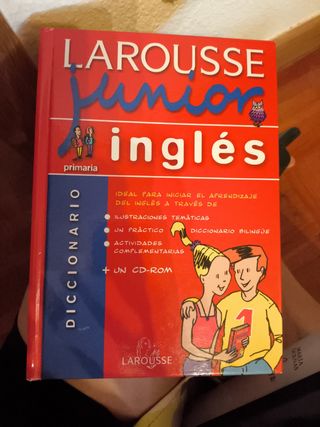 LAROUSSE
junior
inglés
primaria
DICCIONARIO
IDEAL PARA INICIAR EL APRENDIZAJE
DEL INGLÉS A TRAVÉS DE
ILUSTRACIONES TEMÁTICAS
UN PRÁCTICO DICCIONARIO BILINGÜE
ACTIVIDADES
COMPLEMENTARIAS
+ UN CD-ROM
1
LAROUSSE